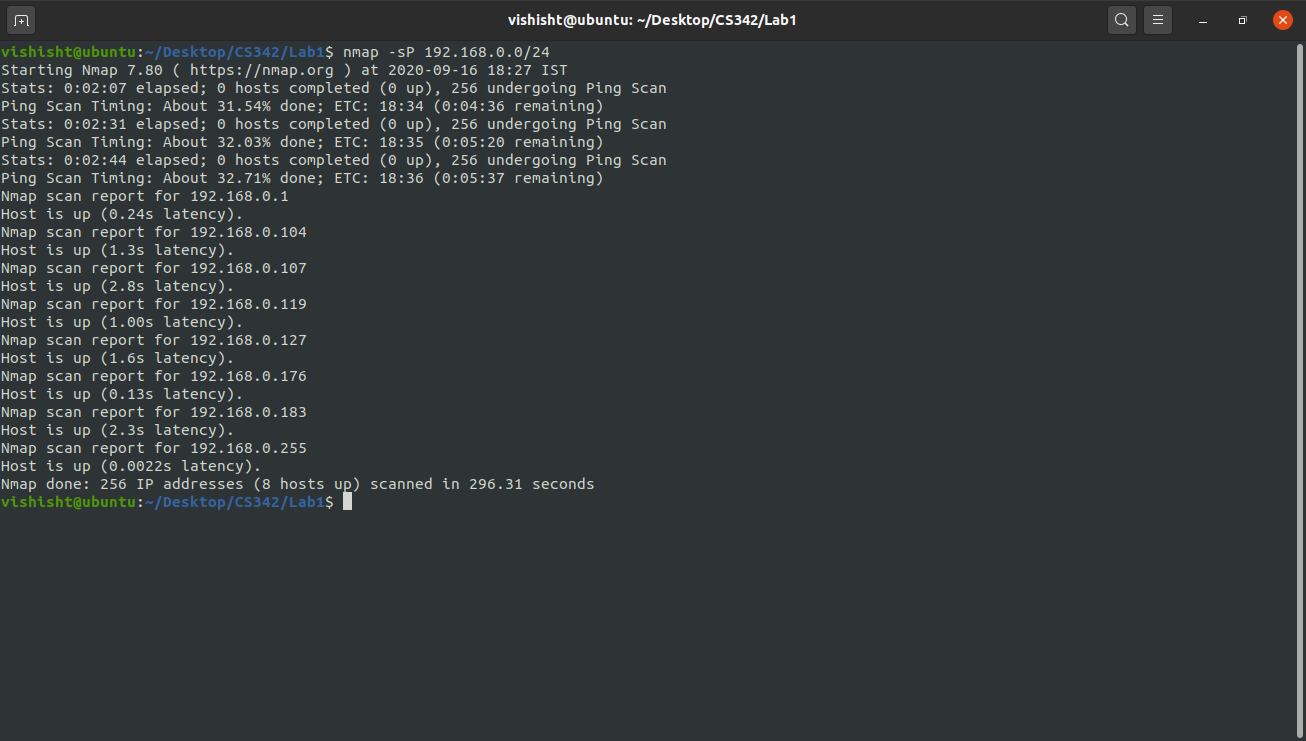 vishisht@ubuntu: ~/Desktop/CS342/Lab1
vishisht@ubuntu:~/Desktop/CS342/Lab1$ nmap -sP 192.168.0.0/24
Starting Nmap 7.80 ( https://nmap.org ) at 2020-09-16 18:27 IST
Stats: 0:02:07 elapsed; 0 hosts completed (0 up), 256 undergoing Ping Scan
Ping Scan Timing: About 31.54% done; ETC: 18:34 (0:04:36 remaining)
Stats: 0:02:31 elapsed; 0 hosts completed (0 up), 256 undergoing Ping Scan
Ping Scan Timing: About 32.03% done; ETC: 18:35 (0:05:20 remaining)
Stats: 0:02:44 elapsed; 0 hosts completed (0 up), 256 undergoing Ping Scan
Ping Scan Timing: About 32.71% done; ETC: 18:36 (0:05:37 remaining)
Nmap scan report for 192.168.0.1
Host is up (0.24s latency).
Nmap scan report for 192.168.0.104
Host is up (1.3s latency).
Nmap scan report for 192.168.0.107
Host is up (2.8s latency).
Nmap scan report for 192.168.0.119
Host is up (1.00s latency).
Nmap scan report for 192.168.0.127
Host is up (1.6s latency).
Nmap scan report for 192.168.0.176
Host is up (0.13s latency).
Nmap scan report for 192.168.0.183
Host is up (2.3s latency).
Nmap scan report for 192.168.0.255
Host is up (0.0022s latency).
Nmap done: 256 IP addresses (8 hosts up) scanned in 296.31 seconds
vishisht@ubuntu:~/Desktop/CS342/Lab1$